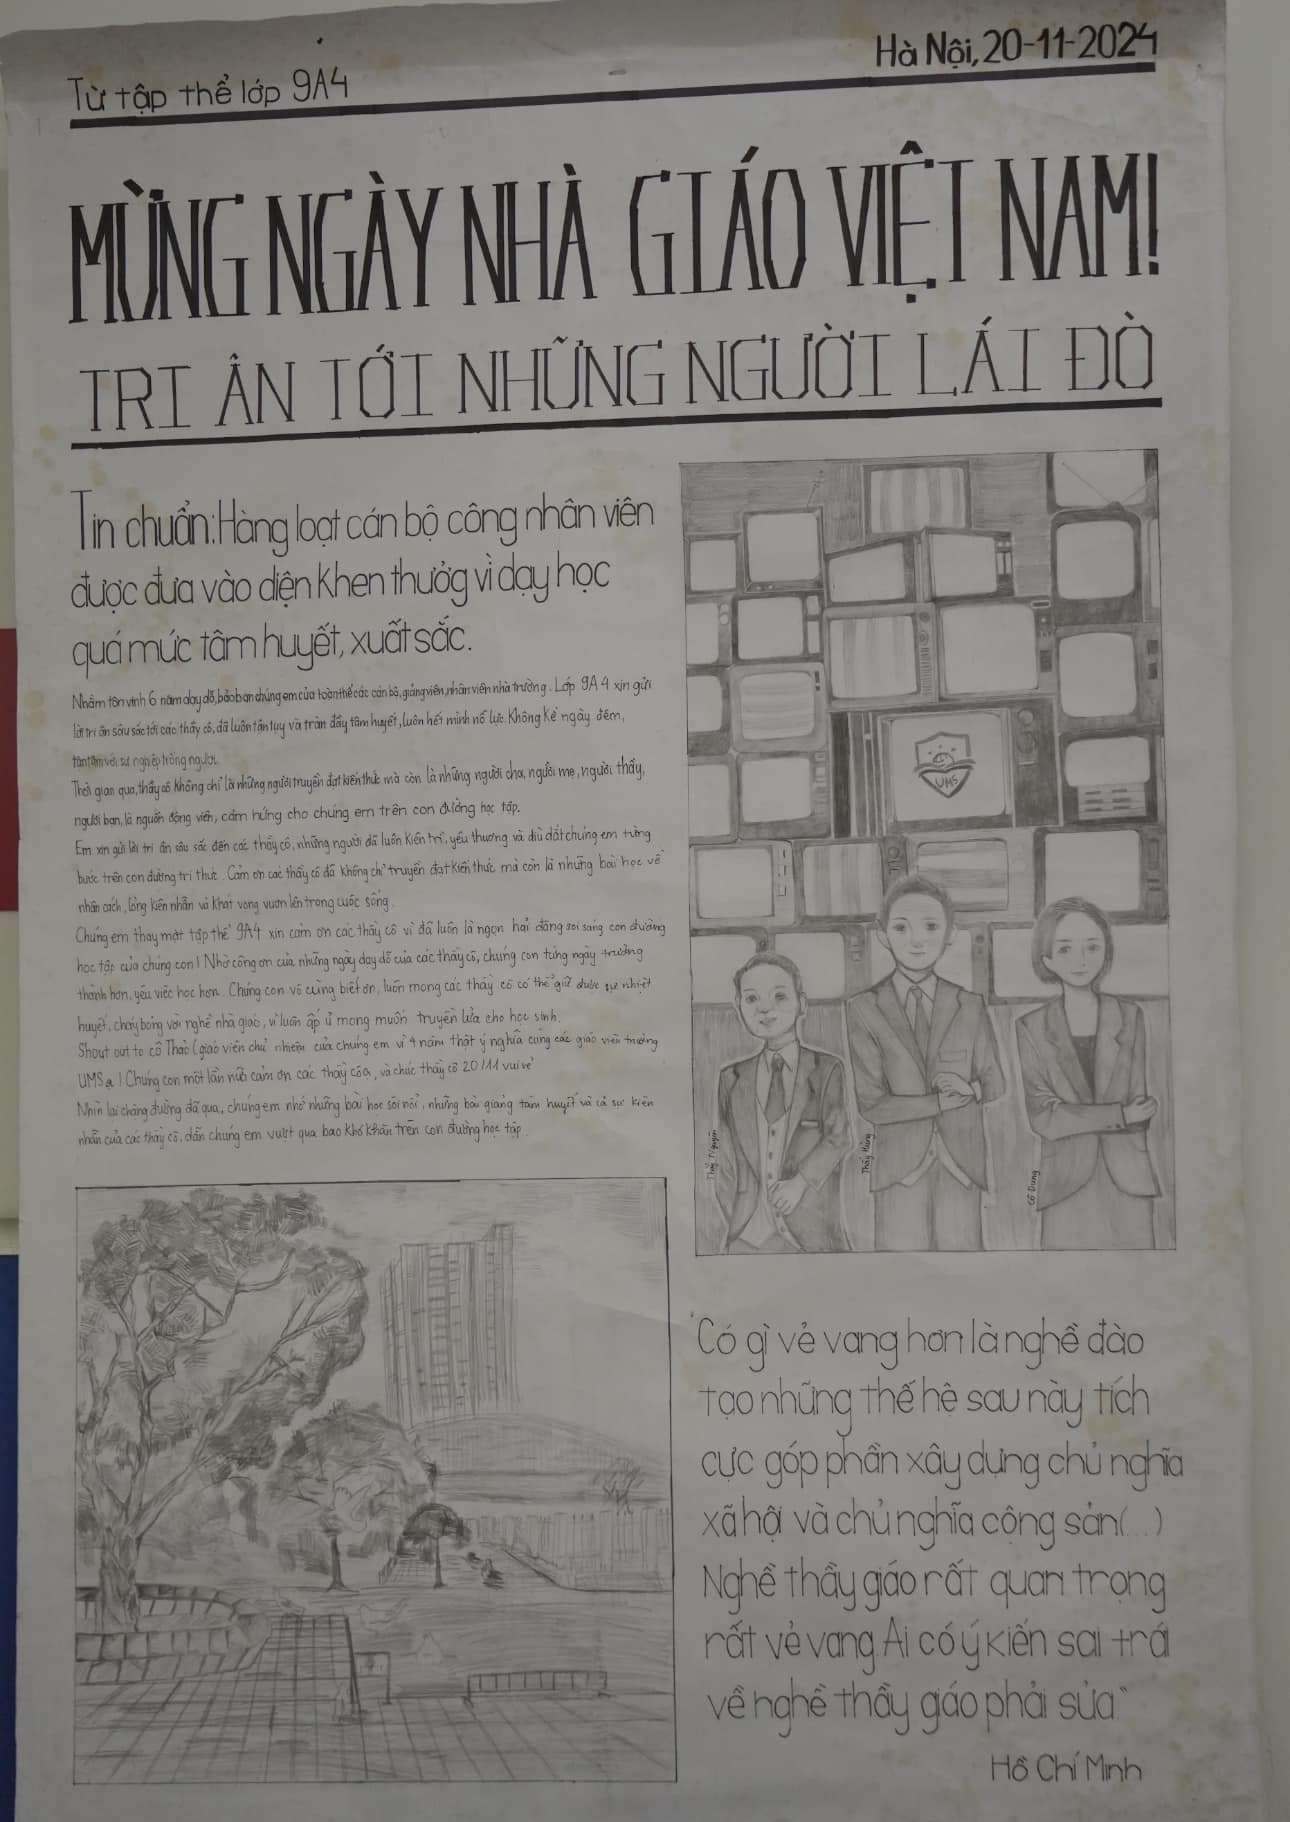 Từ tập thể lớp 9A4
Hà Nội, 20-11-2024
MỪNG NGÀY NHÀ GIÁO VIỆT NAM!
TRI ÂN TỚI NHỮNG NGƯỜI LÁI ĐÒ
Tin chuẩn: Hàng loạt cán bộ công nhân viên
được đưa vào diện khen thưởg vì dạy học
quá mức tâm huyết, xuất sắc.
Nhằm tôn vinh 6 năm dạy dỗ, bảo ban chúng em của toàn thể các cán bộ, giảng viên, nhân viên nhà trường. Lớp 9A4 xin gửi
lời tri ân sâu sắc tới các thầy cô, đã luôn tận tụy và tràn đầy tâm huyết, luôn hết mình nỗ lực. Không kể ngày đêm,
tận tâm với sự nghiệp trồng người.
Thời gian qua, thầy cô không chỉ là những người truyền đạt kiến thức mà còn là những người cha, người mẹ, người thầy,
người bạn, là nguồn động viên, cảm hứng cho chúng em trên con đường học tập.
Em xin gửi lời tri ân sâu sắc đến các thầy cô, những người đã luôn kiên trì, yêu thương và dìu dắt chúng em từng
bước trên con đường tri thức. Cảm ơn các thầy cô đã không chỉ truyền đạt kiến thức mà còn là những bài học về
nhân cách, lòng kiên nhẫn và khát vọng vươn lên trong cuộc sống.
Chúng em thay mặt tập thể 9A4 xin cảm ơn các thầy cô vì đã luôn là ngọn hải đăng soi sáng con đường
học tập của chúng con! Nhờ công ơn của những ngày dạy dỗ của các thầy cô, chúng con từng ngày trưởng
thành hơn, yêu việc học hơn. Chúng con vô cùng biết ơn, luôn mong các thầy cô có thể giữ được sự nhiệt
huyết, cháy bỏng với nghề nhà giáo, vì luôn ấp ủ mong muốn truyền lửa cho học sinh.
Shout out to cô Thảo (giáo viên chủ nhiệm của chúng em vì 4 năm thật ý nghĩa cùng các giáo viên trường
UMS ạ! Chúng con một lần nữa cảm ơn các thầy côạ, và chúc thầy cô 20/11 vui vẻ
Nhìn lại chặng đường đã qua, chúng em nhớ những bài học sôi nổi, những bài giảng tâm huyết và cả sự kiên
nhẫn của các thầy cô, dẫn chúng em vượt qua bao khó khăn trên con đường học tập.
UMS
Thầy Nguyên
Thầy Hùng
Cô Dung
"Có gì vẻ vang hơn là nghề đào
tạo những thế hệ sau này tích
cực góp phần xây dựng chủ nghĩa
xã hội và chủ nghĩa cộng sản(...)
Nghề thầy giáo rất quan trọng
rất vẻ vang. Ai có ý kiến sai trái
về nghề thầy gáo phải sửa"
Hồ Chí Minh